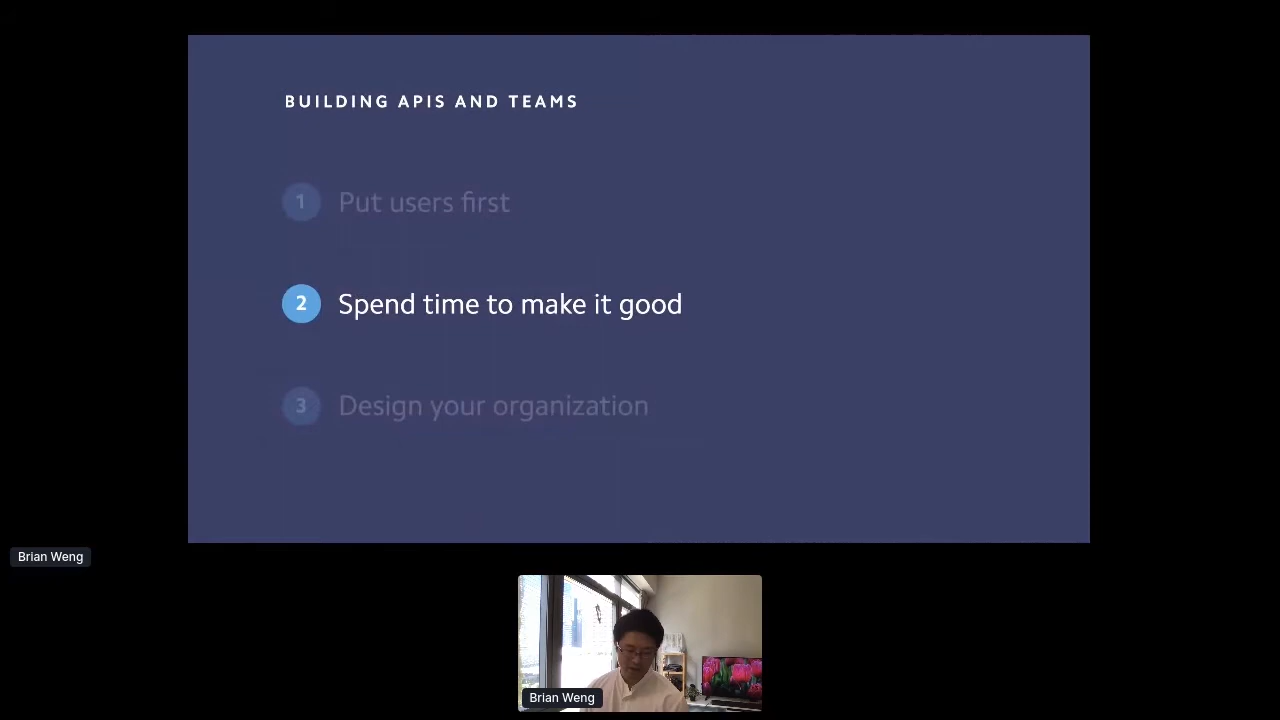 BUILDING APIS AND TEAMS
1 Put users first
2 Spend time to make it good
3 Design your organization
Brian Weng
Brian Weng